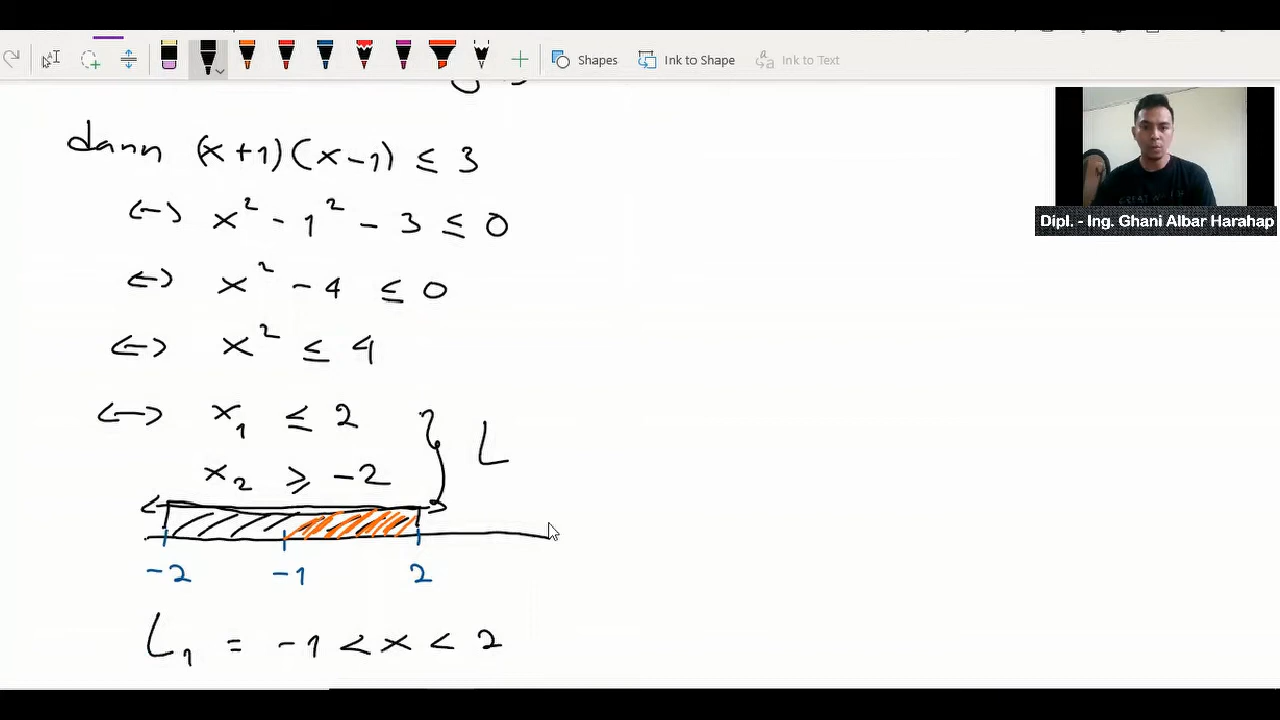 Shapes Ink to Shape Ink to Text
dann (x+1)(x-1) ≤ 3
<-> x² - 1² - 3 ≤ 0
<-> x² - 4 ≤ 0
<-> x² ≤ 4
<-> x₁ ≤ 2
x₂ ≥ -2
L
-2 -1 2
L₁ = -1 < x < 2
Dipl. - Ing. Ghani Albar Harahap